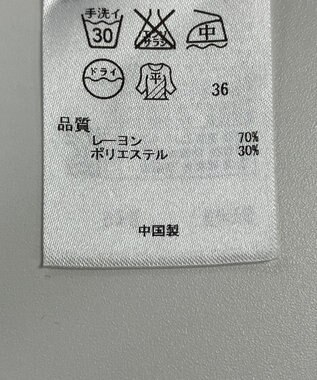 手洗イ
30
エンソ
サラシ
中
ドライ
平
36
品質
レーヨン 70%
ポリエステル 30%
中国製